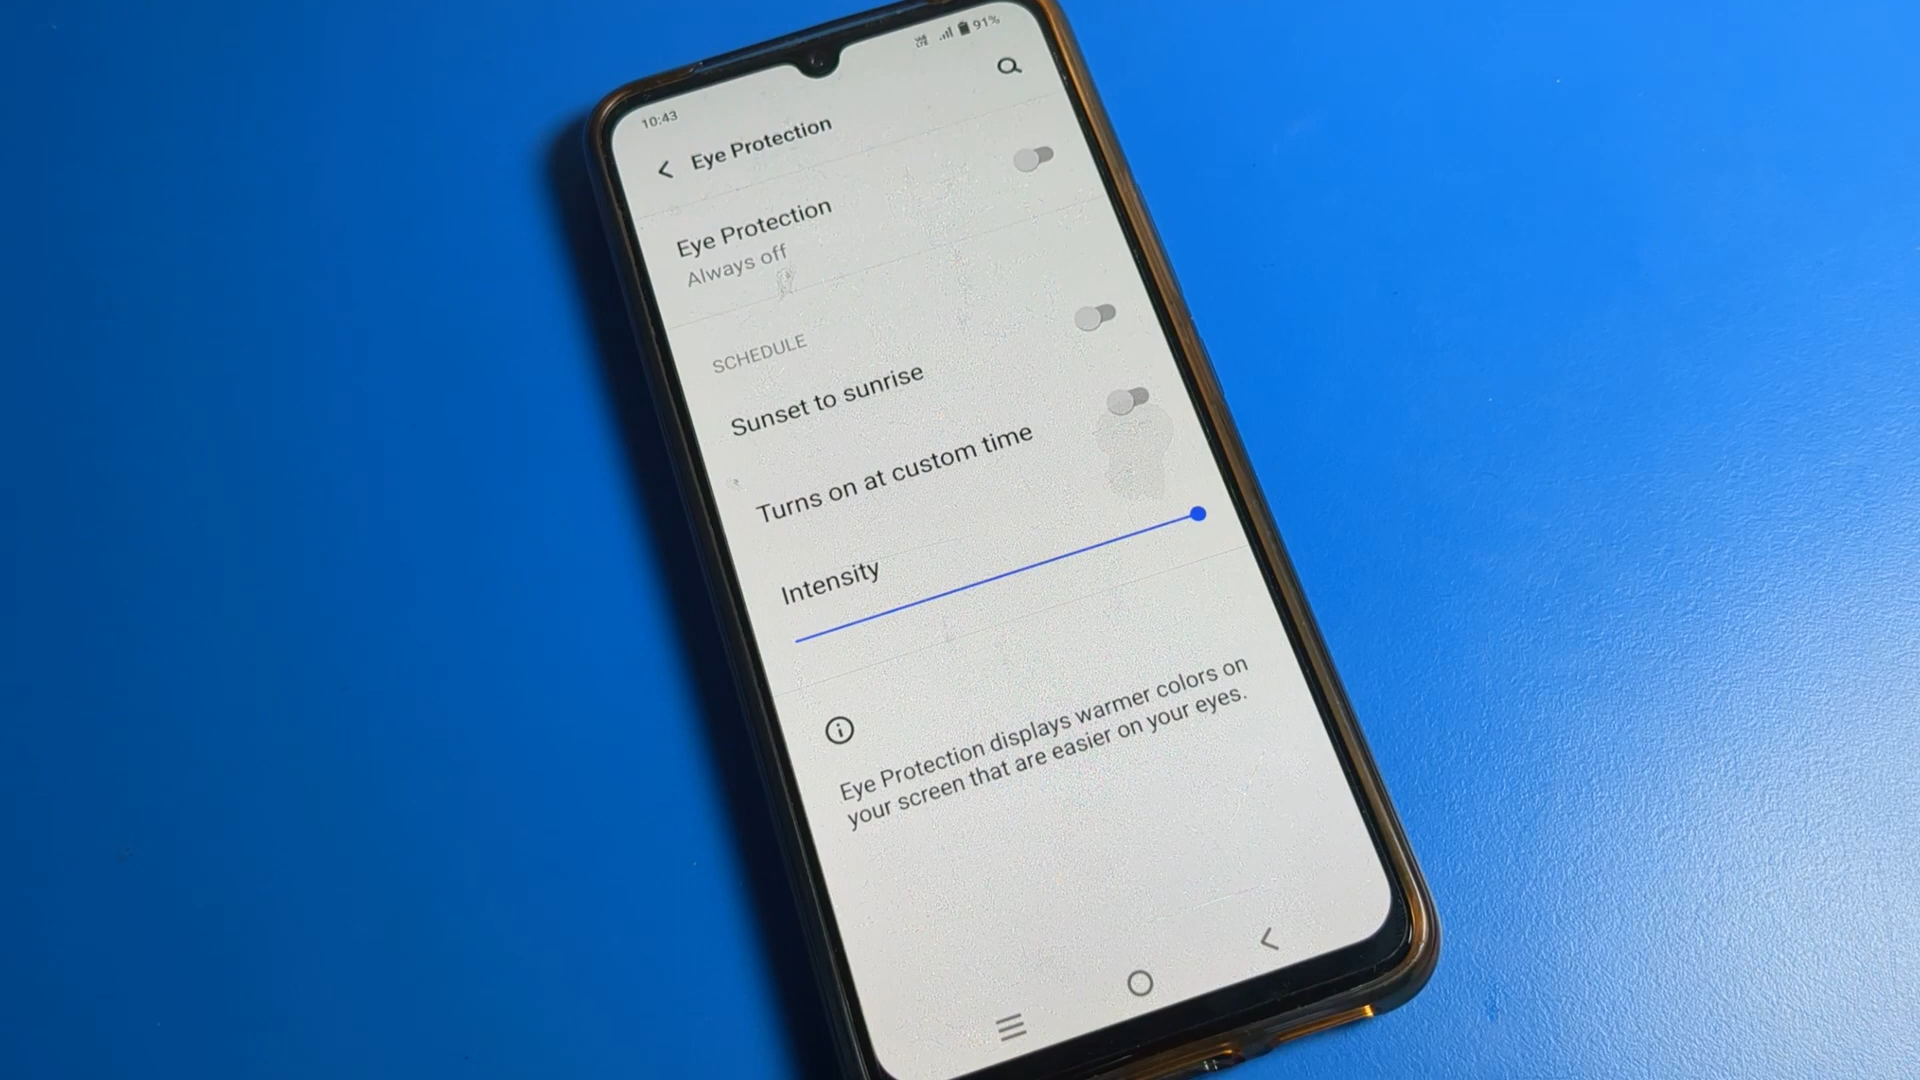 10:43
91%
Eye Protection
Eye Protection
Always off
SCHEDULE
Sunset to sunrise
Turns on at custom time
Intensity
Eye Protection displays warmer colors on
your screen that are easier on your eyes.